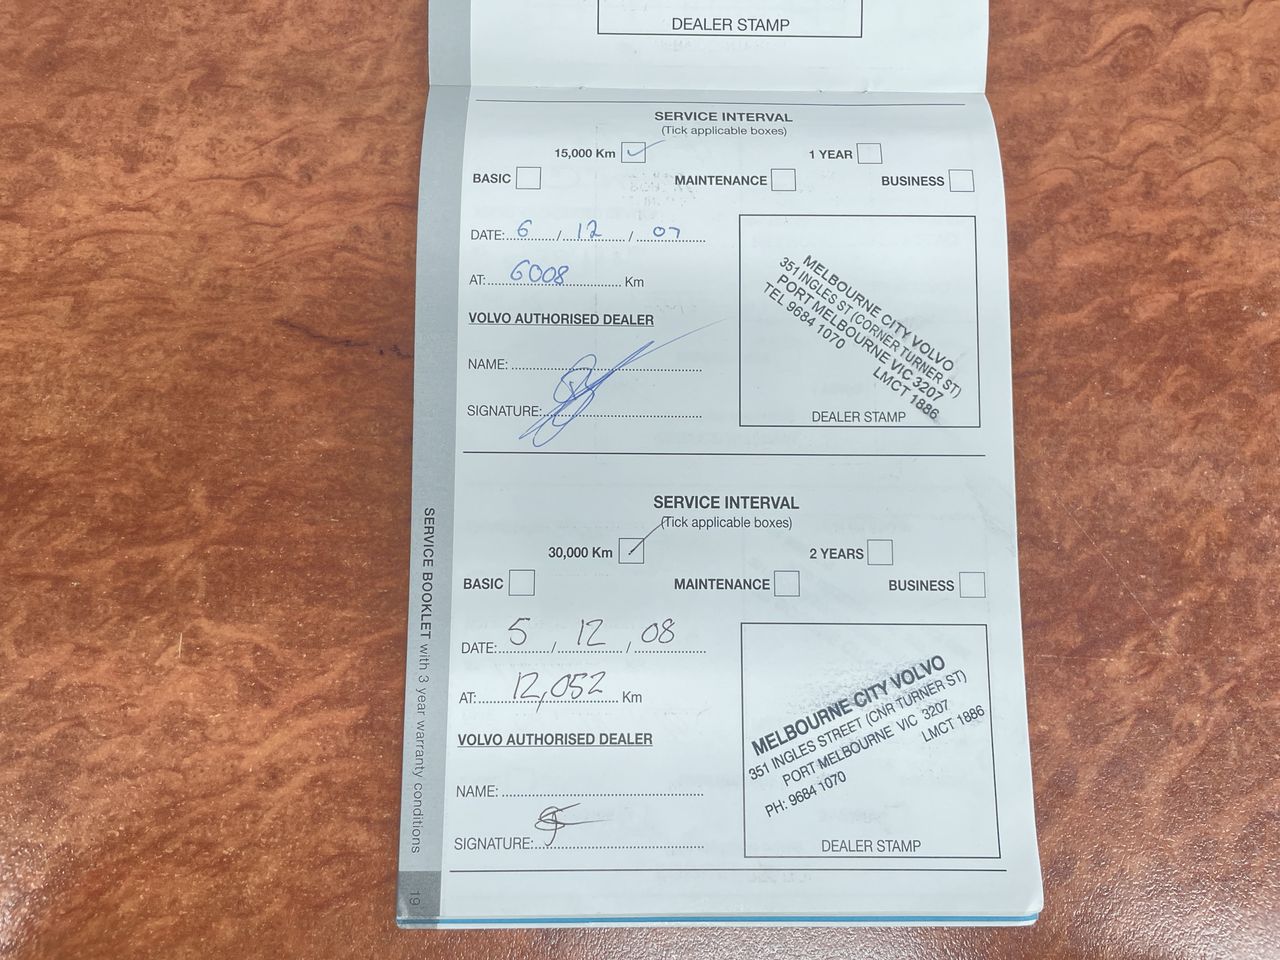 DEALER STAMP
SERVICE INTERVAL
(Tick applicable boxes)
15,000 Km 1 YEAR
BASIC MAINTENANCE BUSINESS
DATE: 6 / 12 / 07
AT: 6008 Km
VOLVO AUTHORISED DEALER
NAME:
SIGNATURE:
MELBOURNE CITY VOLVO
351 INGLES ST (CORNER TURNER ST)
PORT MELBOURNE VIC 3207
TEL 9684 1070 LMCT 1886
DEALER STAMP
SERVICE INTERVAL
(Tick applicable boxes)
30,000 Km 2 YEARS
BASIC MAINTENANCE BUSINESS
DATE: 5 / 12 / 08
AT: 12,052 Km
VOLVO AUTHORISED DEALER
NAME:
SIGNATURE:
MELBOURNE CITY VOLVO
351 INGLES STREET (CNR TURNER ST)
PORT MELBOURNE VIC 3207
PH: 9684 1070 LMCT 1886
DEALER STAMP
SERVICE BOOKLET with 3 year warranty conditions
19